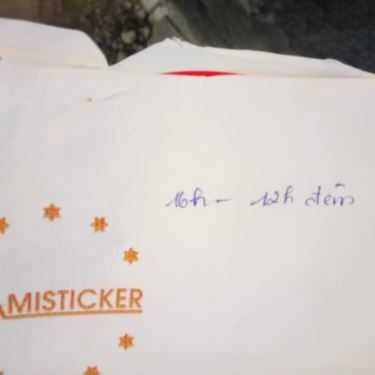 16h - 12h đêm
AMISTICKER